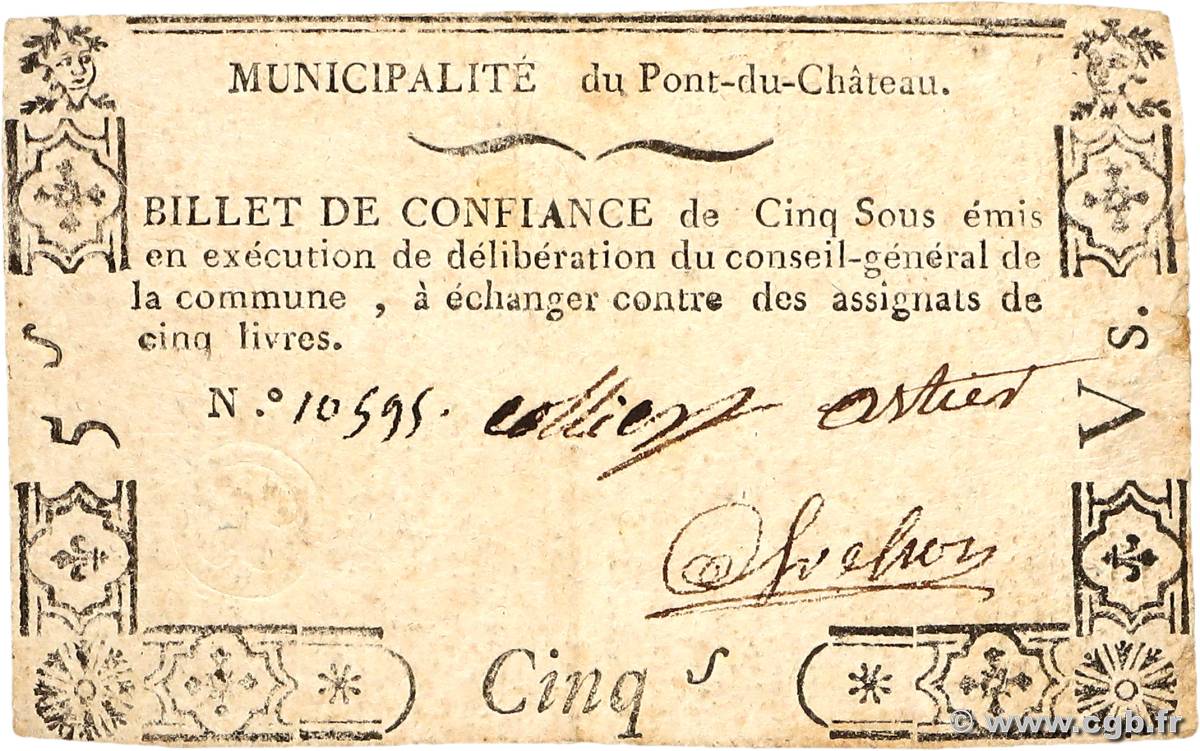 MUNICIPALITÉ du Pont-du-Château.
BILLET DE CONFIANCE de Cinq Sous émis
en exécution de délibération du conseil-général de
la commune , à échanger contre des assignats de
cinq livres.
N.° 10595. astier
5 s
V s.
Cinq s
© www.cgb.fr